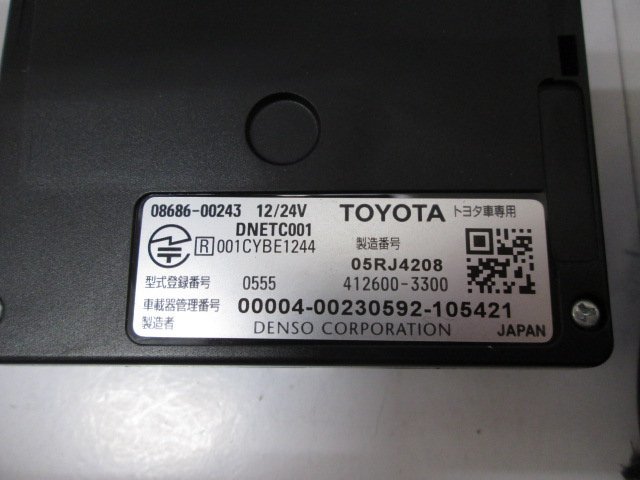 08686-00243 12/24V TOYOTA トヨタ車専用
DNETC001
R 001CYBE1244 製造番号
05RJ4208
型式登録番号 0555 412600-3300
車載器管理番号 00004-00230592-105421
製造者 DENSO CORPORATION JAPAN